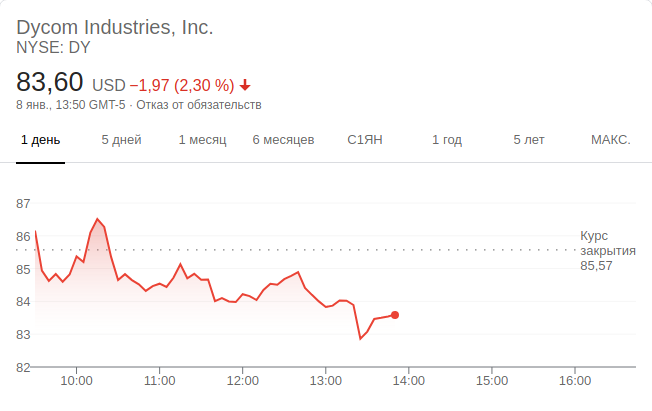 Dycom Industries, Inc.
NYSE: DY
83,60 USD −1,97 (2,30 %)
8 янв., 13:50 GMT-5 · Отказ от обязательств
1 день 5 дней 1 месяц 6 месяцев С1ЯН 1 год 5 лет МАКС.
87
86
85
84
83
82
Курс
закрытия
85,57
10:00 11:00 12:00 13:00 14:00 15:00 16:00